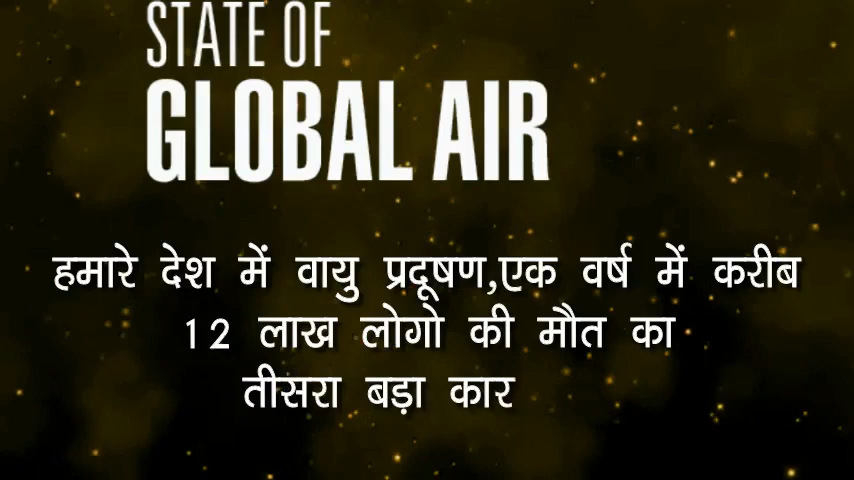 STATE OF
GLOBAL AIR
हमारे देश में वायु प्रदूषण,एक वर्ष में करीब
12 लाख लोगो की मौत का
तीसरा बड़ा कार